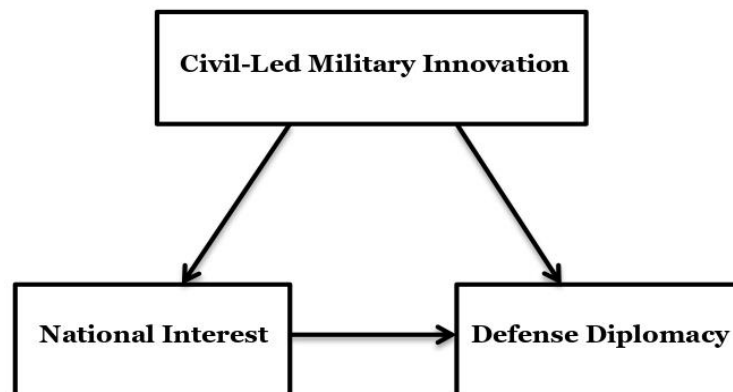 Civil-Led Military Innovation
National Interest
Defense Diplomacy